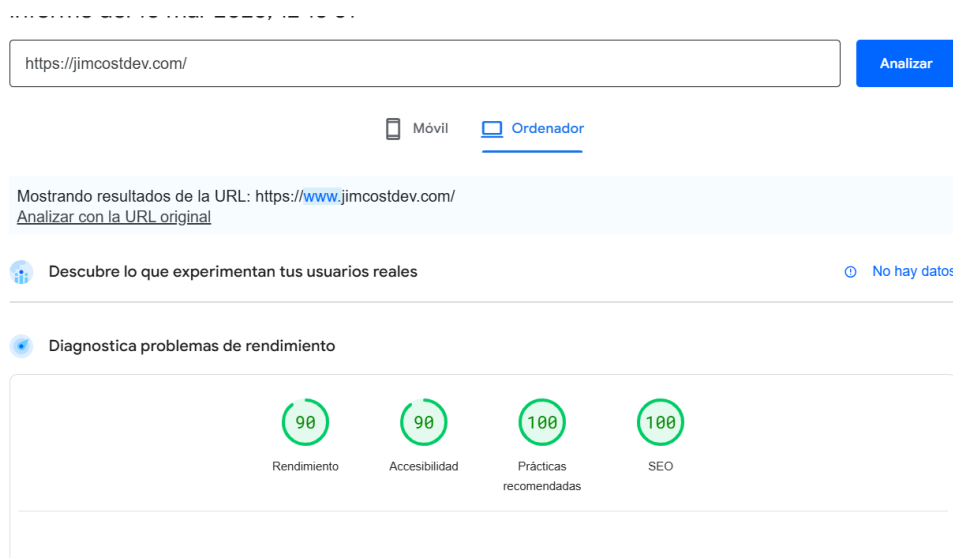 https://jimcostdev.com/
Analizar
Móvil
Ordenador
Mostrando resultados de la URL: https://www.jimcostdev.com/
Analizar con la URL original
Descubre lo que experimentan tus usuarios reales
No hay datos
Diagnostica problemas de rendimiento
90
90
100
100
Rendimiento
Accesibilidad
Prácticas
recomendadas
SEO